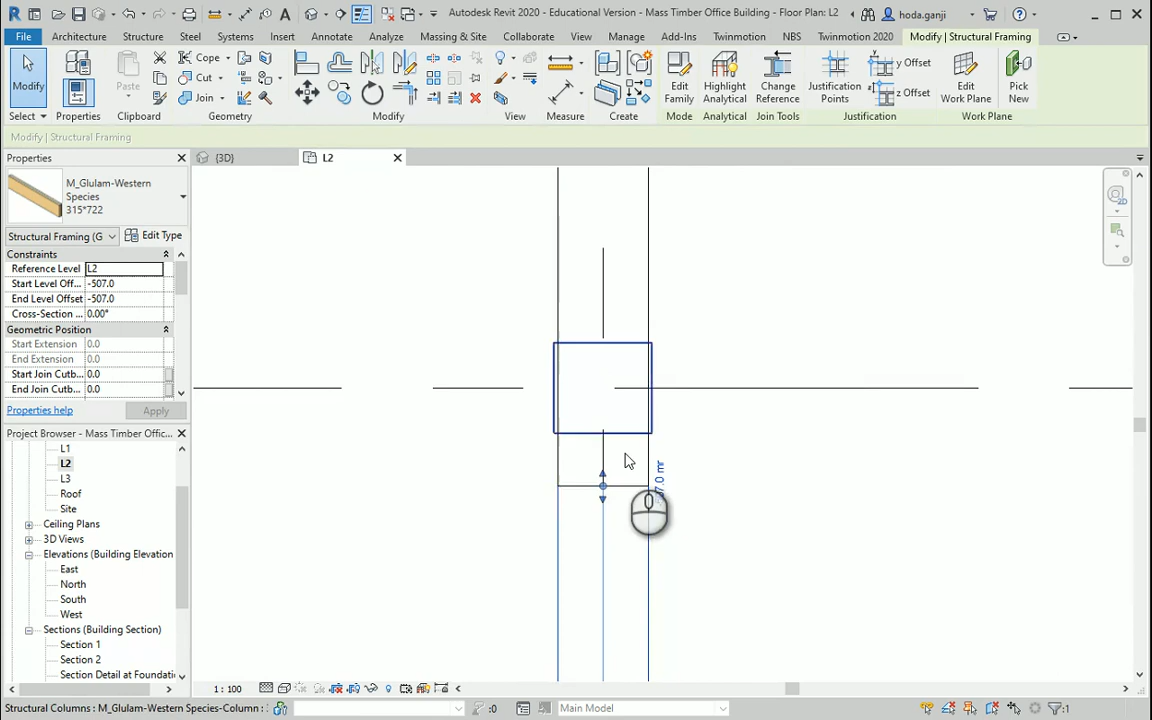 Autodesk Revit 2020 - Educational Version - Mass Timber Office Building - Floor Plan: L2
hoda.ganji
File Architecture Structure Steel Systems Insert Annotate Analyze Massing & Site Collaborate View Manage Add-Ins Twinmotion NBS Twinmotion 2020 Modify | Structural Framing
Modify
Paste
Cope
Cut
Join
Edit Family
Highlight Analytical
Change Reference
Justification Points
y Offset
z Offset
Edit Work Plane
Pick New
Select Properties Clipboard Geometry Modify View Measure Create Mode Analytical Join Tools Justification Work Plane
Modify | Structural Framing
Properties
{3D}
L2
M_Glulam-Western Species
315*722
Structural Framing (G
Edit Type
Constraints
Reference Level L2
Start Level Off... -507.0
End Level Offset -507.0
Cross-Section ... 0.00°
Geometric Position
Start Extension 0.0
End Extension 0.0
Start Join Cutb... 0.0
End Join Cutb... 0.0
Properties help
Apply
Project Browser - Mass Timber Offic...
L1
L2
L3
Roof
Site
Ceiling Plans
3D Views
Elevations (Building Elevation
East
North
South
West
Sections (Building Section)
Section 1
Section 2
Section Detail at Foundati
1 : 100
Structural Columns : M_Glulam-Western Species-Column :
:0
Main Model
:1